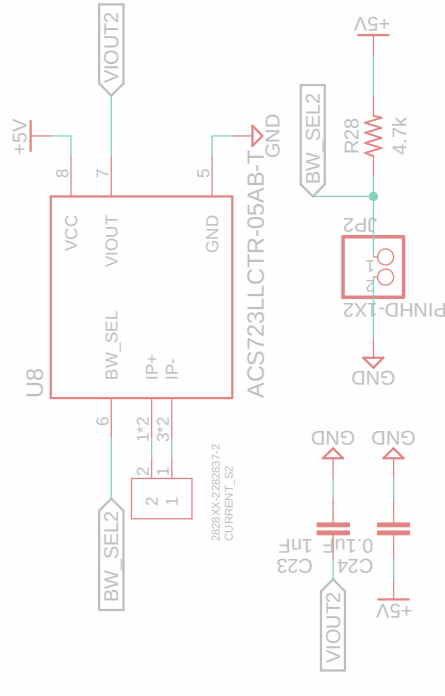 VIOUT2
+5V
GND
8
7
5
VCC
VIOUT
GND
BW_SEL
IP+
IP-
U8
ACS723LLCTR-05AB-T
6
1*2
3*2
2
1
2
1
2828XX-2282837-2
CURRENT_S2
BW_SEL2
+5V
R28
4.7k
BW_SEL2
JP2
1
2
PINHD-1X2
GND
GND
GND
1nF
C23
0.1uF
C24
VIOUT2
+5V